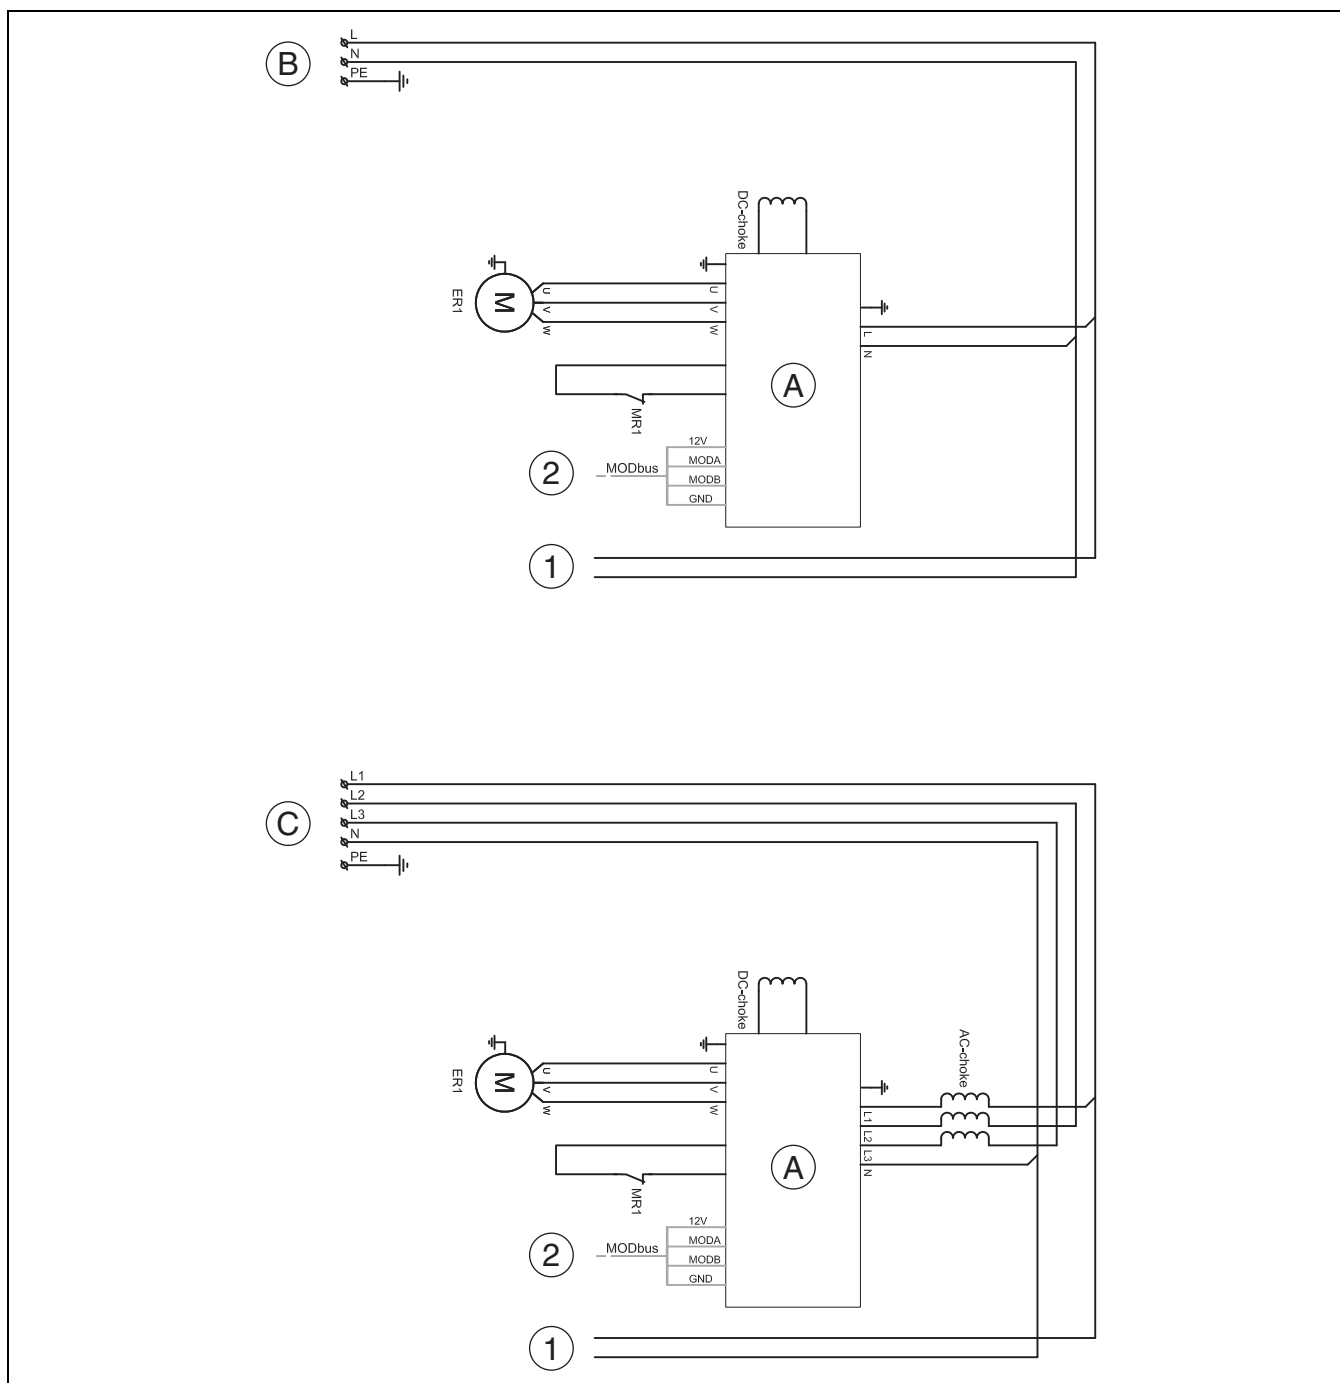 L
N
PE
B
DC-choke
ER1
M
U
V
W
U
V
W
L
N
A
MR1
12V
MODA
MODB
GND
MODbus
2
1
L1
L2
L3
N
PE
C
DC-choke
AC-choke
ER1
M
U
V
W
U
V
W
L1
L2
L3
N
A
MR1
12V
MODA
MODB
GND
MODbus
2
1